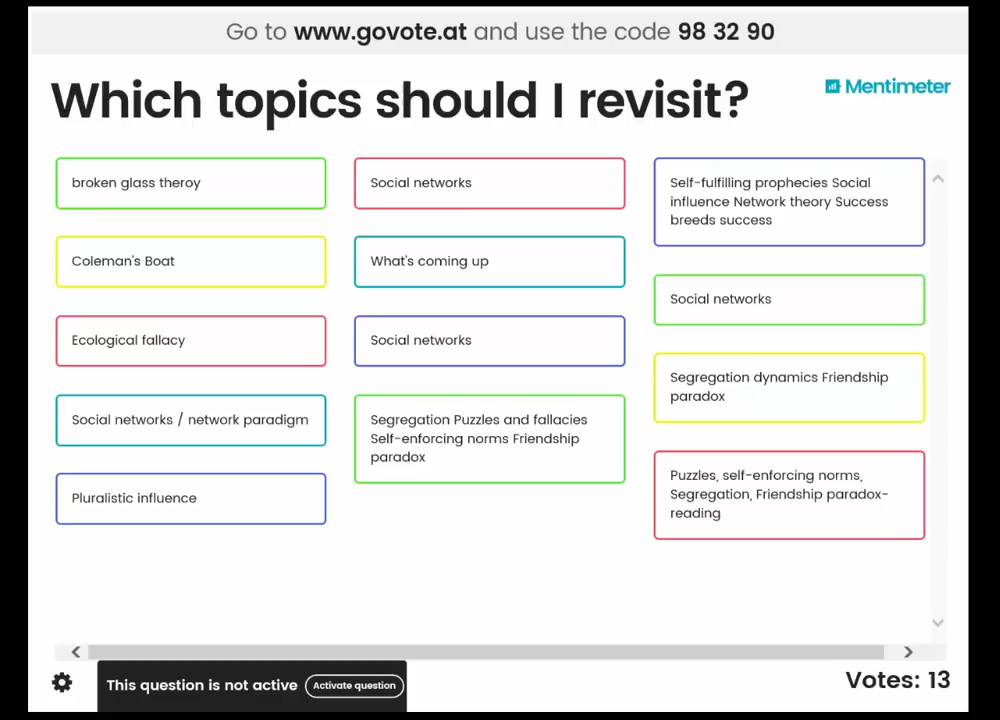 Go to www.govote.at and use the code 98 32 90
Which topics should I revisit?
Mentimeter
broken glass theroy
Coleman's Boat
Ecological fallacy
Social networks / network paradigm
Pluralistic influence
Social networks
What's coming up
Social networks
Segregation Puzzles and fallacies
Self-enforcing norms Friendship
paradox
Self-fulfilling prophecies Social
influence Network theory Success
breeds success
Social networks
Segregation dynamics Friendship
paradox
Puzzles, self-enforcing norms,
Segregation, Friendship paradox-
reading
This question is not active Activate question
Votes: 13